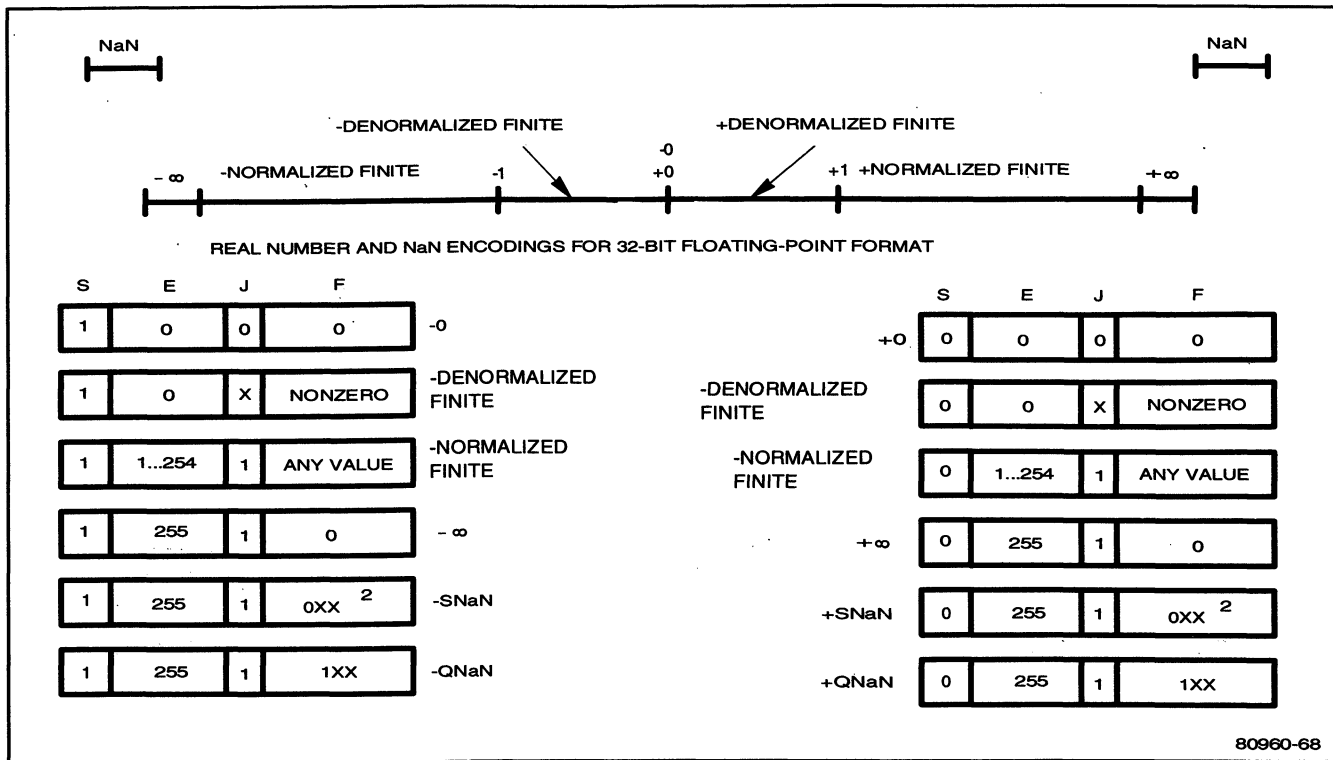 NaN NaN
-DENORMALIZED FINITE +DENORMALIZED FINITE
-0
- ∞ -NORMALIZED FINITE -1 +0 +1 +NORMALIZED FINITE +∞
REAL NUMBER AND NaN ENCODINGS FOR 32-BIT FLOATING-POINT FORMAT
S E J F
1 0 0 0 -0
1 0 X NONZERO -DENORMALIZED
FINITE
1 1...254 1 ANY VALUE -NORMALIZED
FINITE
1 255 1 0 - ∞
1 255 1 0XX 2 -SNaN
1 255 1 1XX -QNaN
S E J F
+0 0 0 0 0
-DENORMALIZED
FINITE 0 0 X NONZERO
-NORMALIZED
FINITE 0 1...254 1 ANY VALUE
+∞ 0 255 1 0
+SNaN 0 255 1 0XX 2
+QNaN 0 255 1 1XX
80960-68